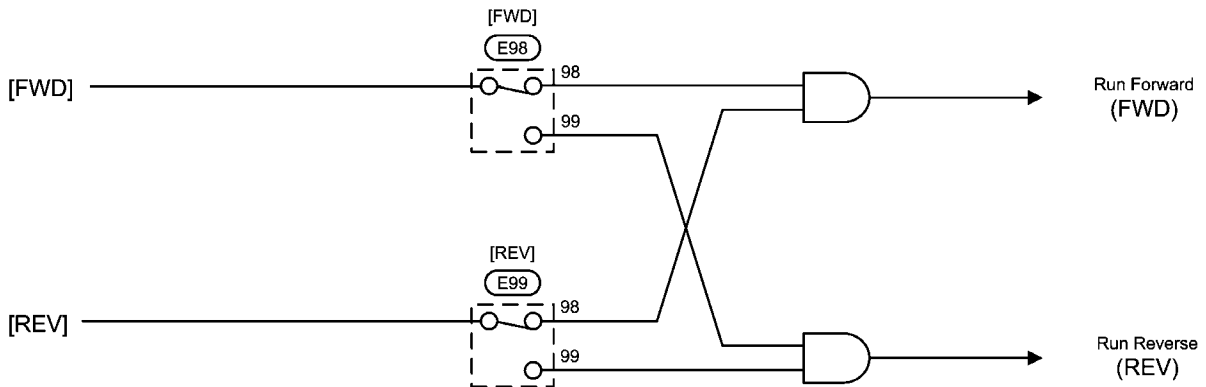 [FWD]
E98
98
[FWD]
99
Run Forward
(FWD)
[REV]
E99
98
[REV]
99
Run Reverse
(REV)